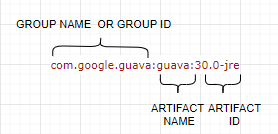 GROUP NAME OR GROUP ID
com.google.guava:guava:30.0-jre
ARTIFACT NAME
ARTIFACT ID